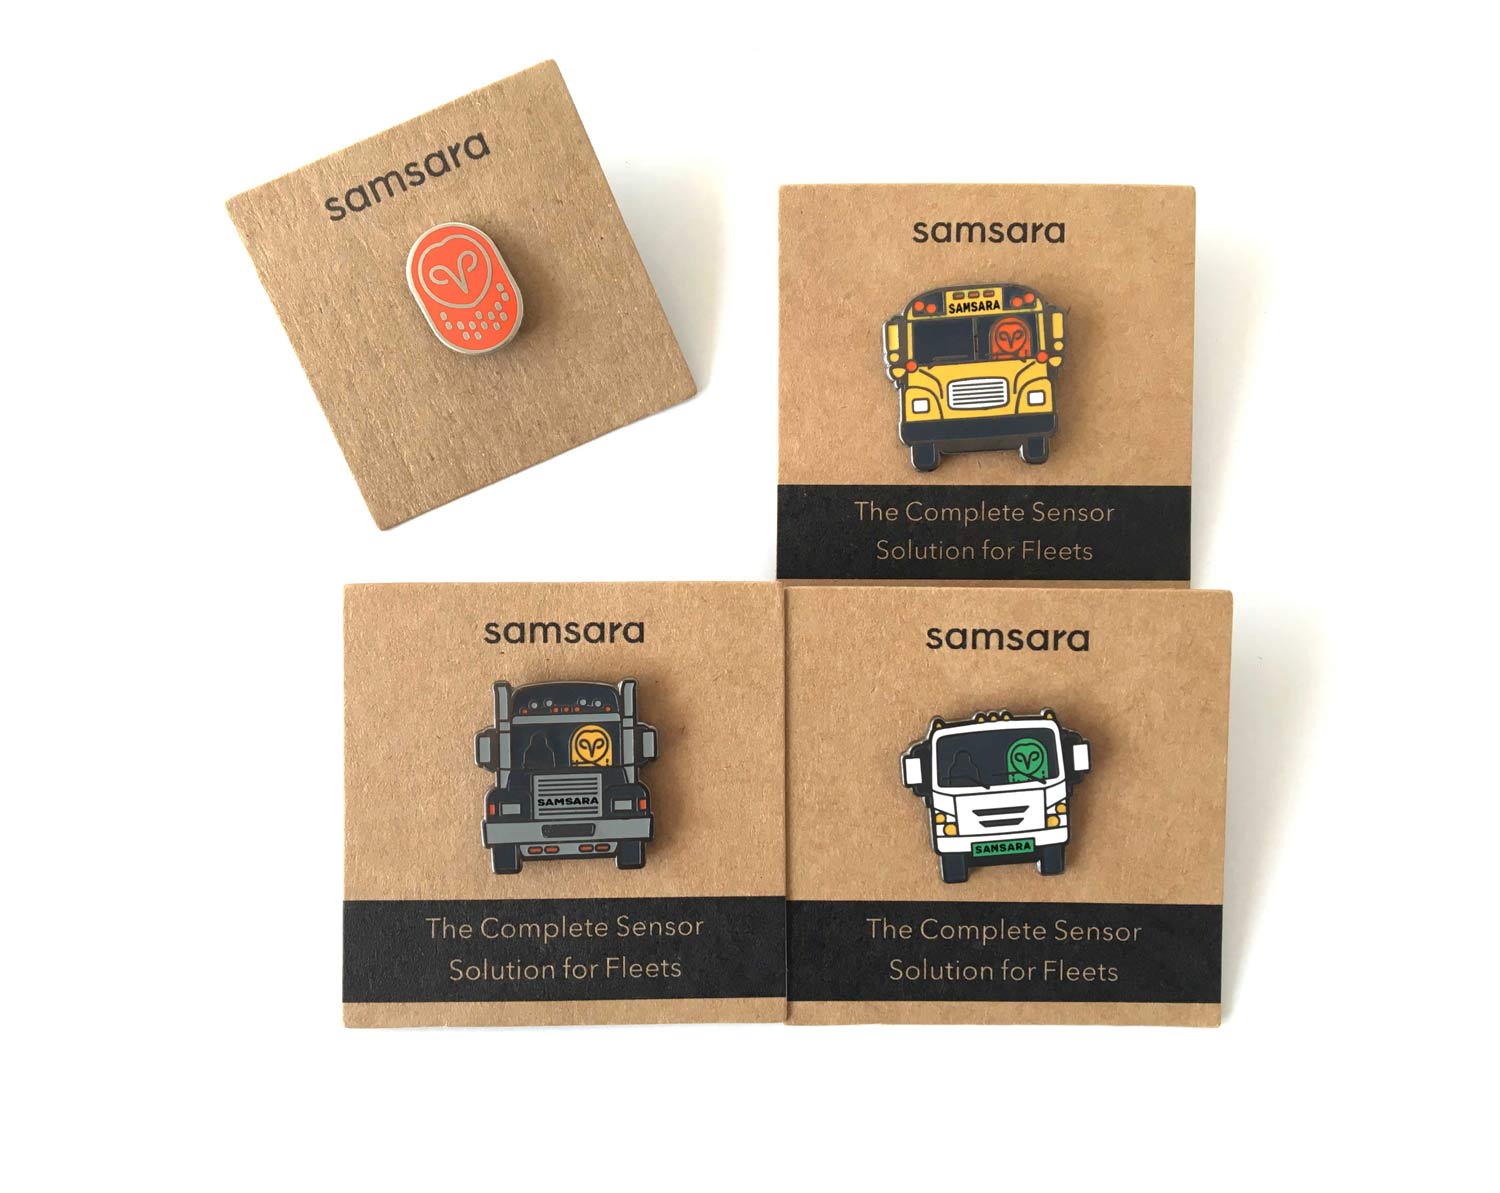 samsara
samsara
SAMSARA
The Complete Sensor
Solution for Fleets
samsara
SAMSARA
The Complete Sensor
Solution for Fleets
samsara
SAMSARA
The Complete Sensor
Solution for Fleets